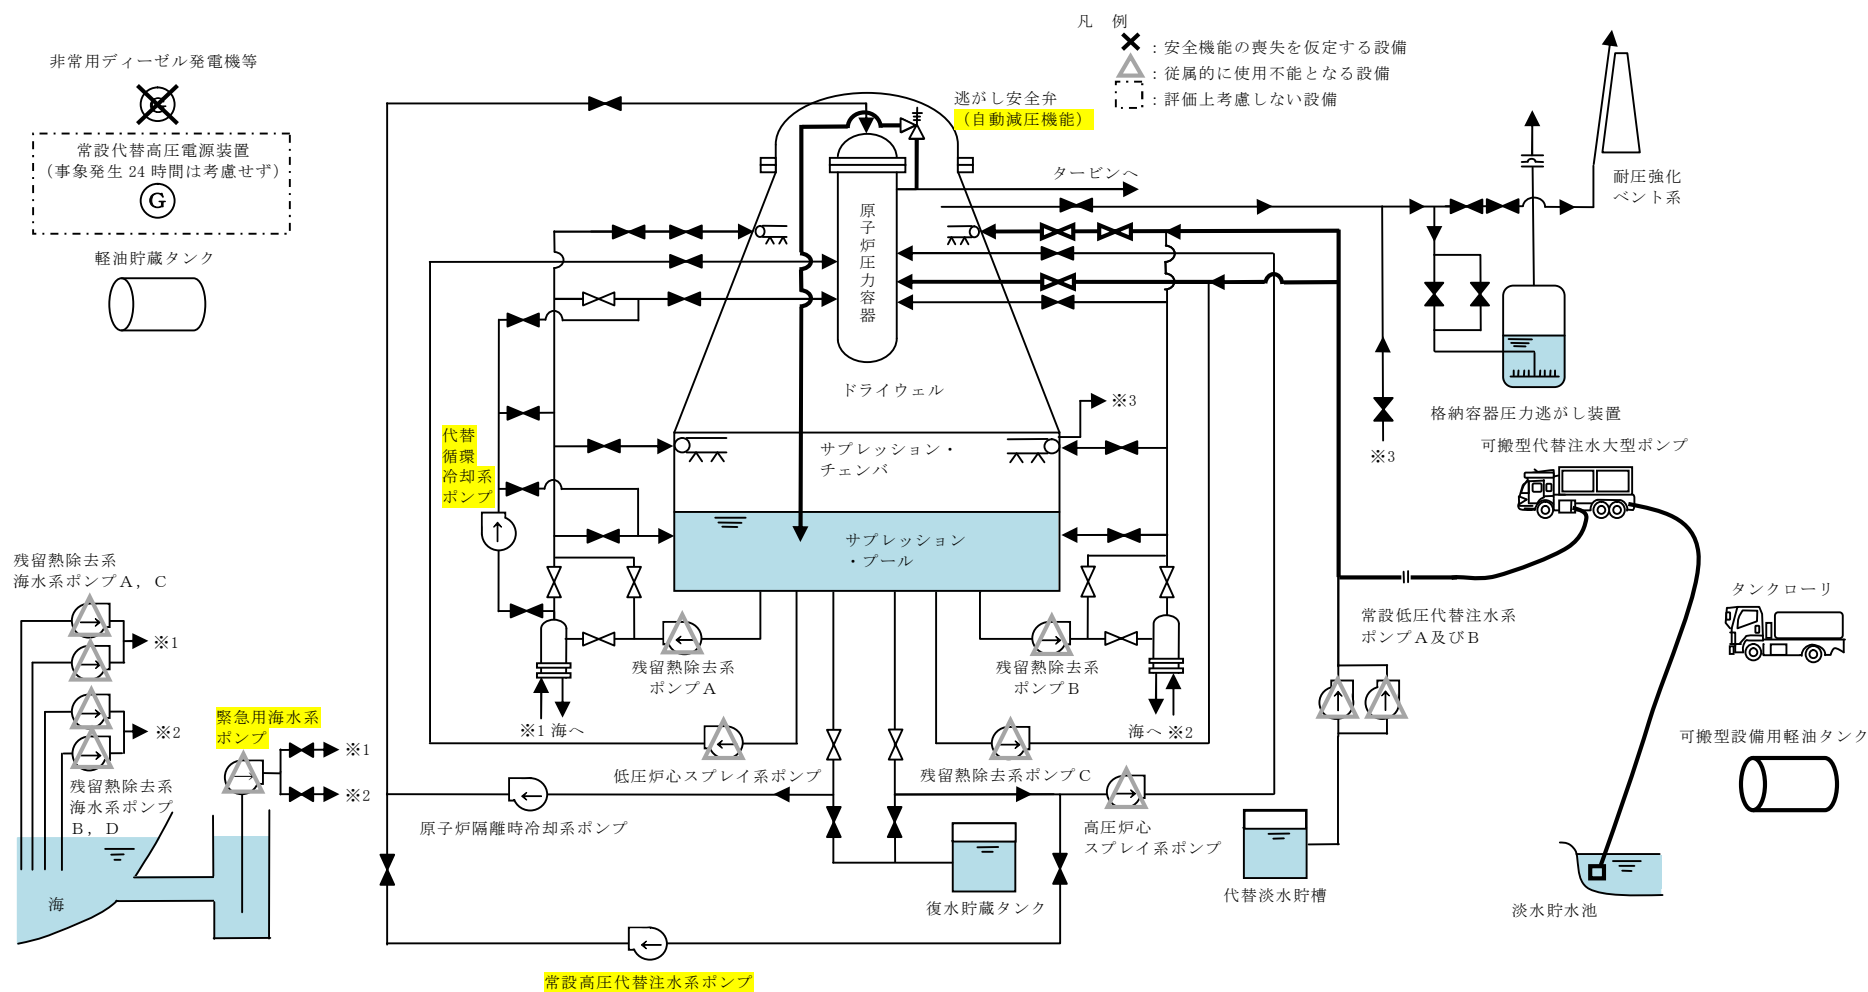 凡 例
：安全機能の喪失を仮定する設備
：従属的に使用不能となる設備
：評価上考慮しない設備
非常用ディーゼル発電機等
G
常設代替高圧電源装置
（事象発生 24 時間は考慮せず）
G
軽油貯蔵タンク
逃がし安全弁
（自動減圧機能）
タービンへ
原子炉圧力容器
耐圧強化
ベント系
ドライウェル
※3
格納容器圧力逃がし装置
サプレッション・
チェンバ
代替
循環
冷却系
ポンプ
※3
可搬型代替注水大型ポンプ
サプレッション
・プール
残留熱除去系
海水系ポンプＡ，Ｃ
※1
※2
残留熱除去系
海水系ポンプ
Ｂ，Ｄ
緊急用海水系
ポンプ
※1
※2
海
残留熱除去系
ポンプＡ
※1 海へ
残留熱除去系
ポンプＢ
海へ ※2
常設低圧代替注水系
ポンプＡ及びＢ
タンクローリ
可搬型設備用軽油タンク
低圧炉心スプレイ系ポンプ
残留熱除去系ポンプＣ
原子炉隔離時冷却系ポンプ
高圧炉心
スプレイ系ポンプ
復水貯蔵タンク
代替淡水貯槽
淡水貯水池
常設高圧代替注水系ポンプ